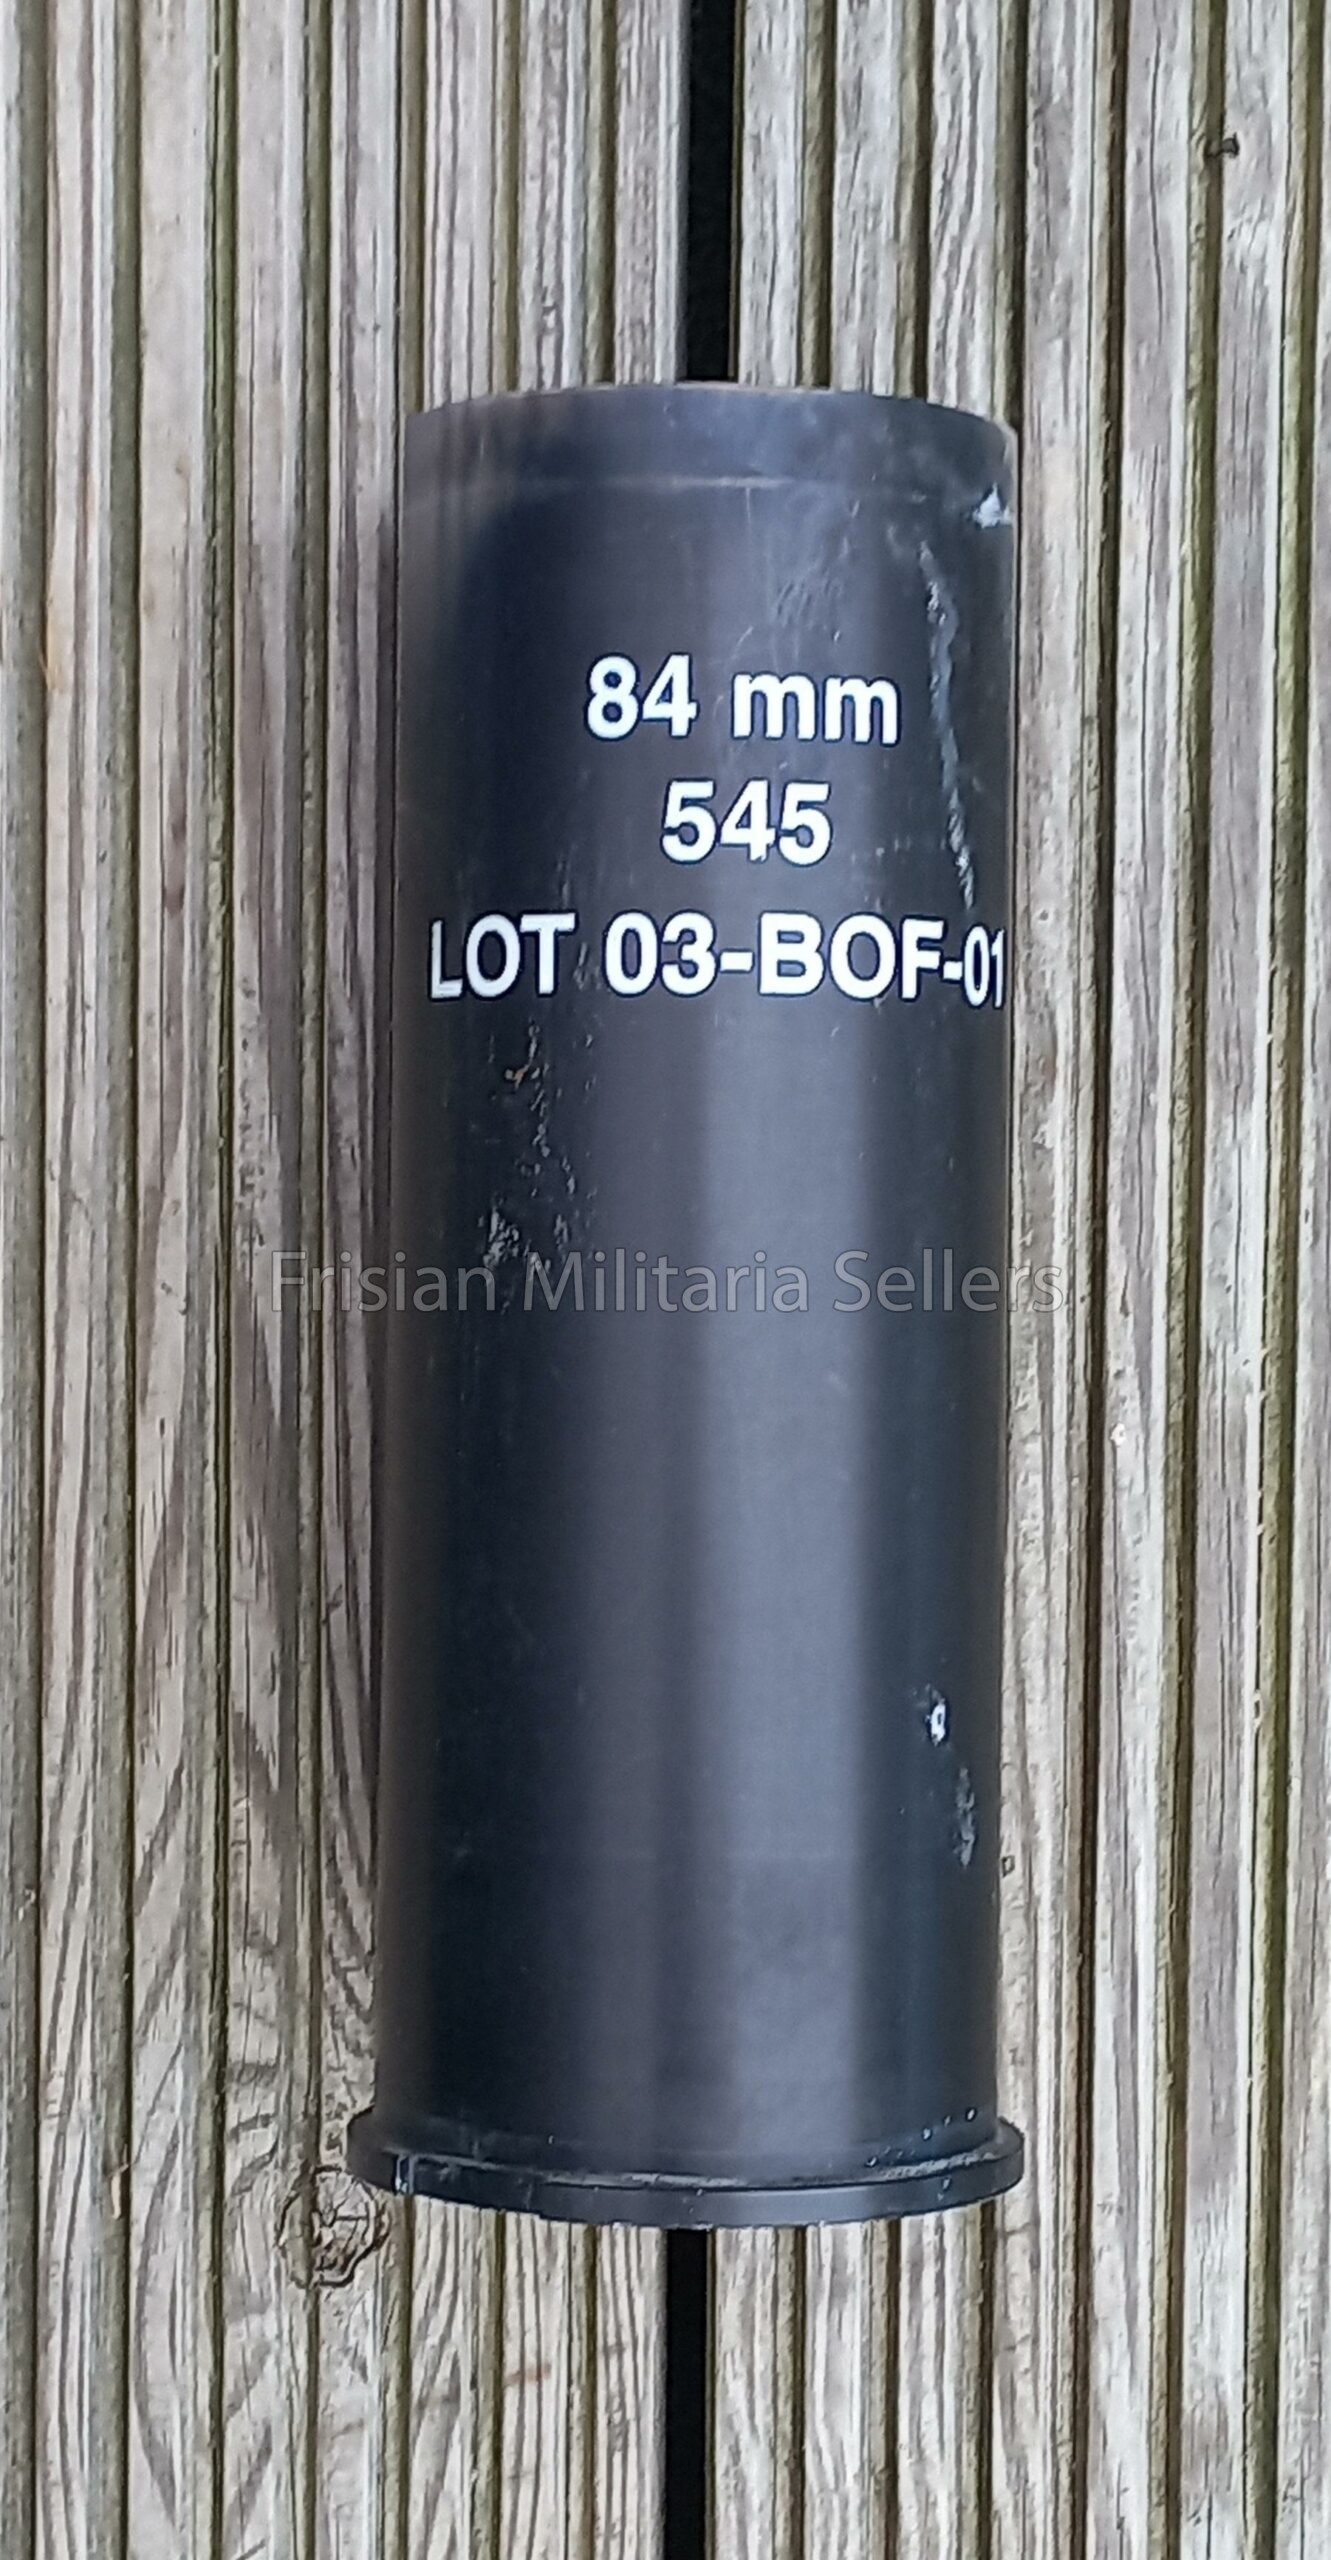 84 mm
545
LOT 03-BOF-01
Frisian Militaria Sellers